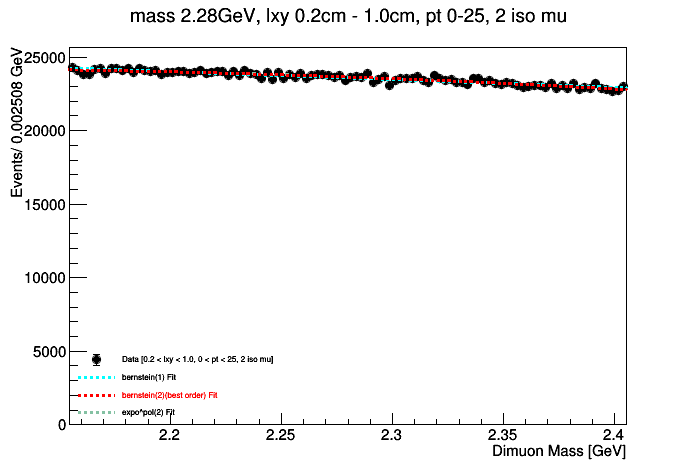 mass 2.28GeV, lxy 0.2cm - 1.0cm, pt 0-25, 2 iso mu
Events/ 0.002508 GeV
25000
20000
15000
10000
5000
0
Data [0.2 < lxy < 1.0, 0 < pt < 25, 2 iso mu]
bernstein(1) Fit
bernstein(2)(best order) Fit
expo^pol(2) Fit
2.2 2.25 2.3 2.35 2.4
Dimuon Mass [GeV]